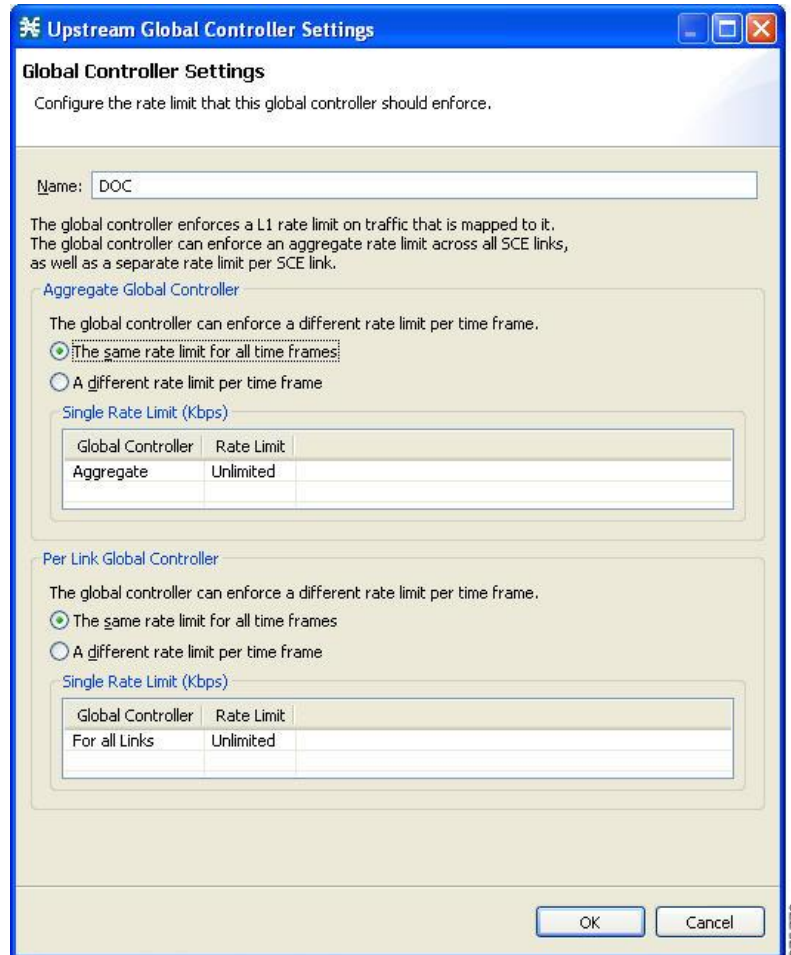 Upstream Global Controller Settings
Global Controller Settings
Configure the rate limit that this global controller should enforce.
Name: DOC
The global controller enforces a L1 rate limit on traffic that is mapped to it.
The global controller can enforce an aggregate rate limit across all SCE links,
as well as a separate rate limit per SCE link.
Aggregate Global Controller
The global controller can enforce a different rate limit per time frame.
The same rate limit for all time frames
A different rate limit per time frame
Single Rate Limit (Kbps)
Global Controller Rate Limit
Aggregate Unlimited
Per Link Global Controller
The global controller can enforce a different rate limit per time frame.
The same rate limit for all time frames
A different rate limit per time frame
Single Rate Limit (Kbps)
Global Controller Rate Limit
For all Links Unlimited
OK Cancel